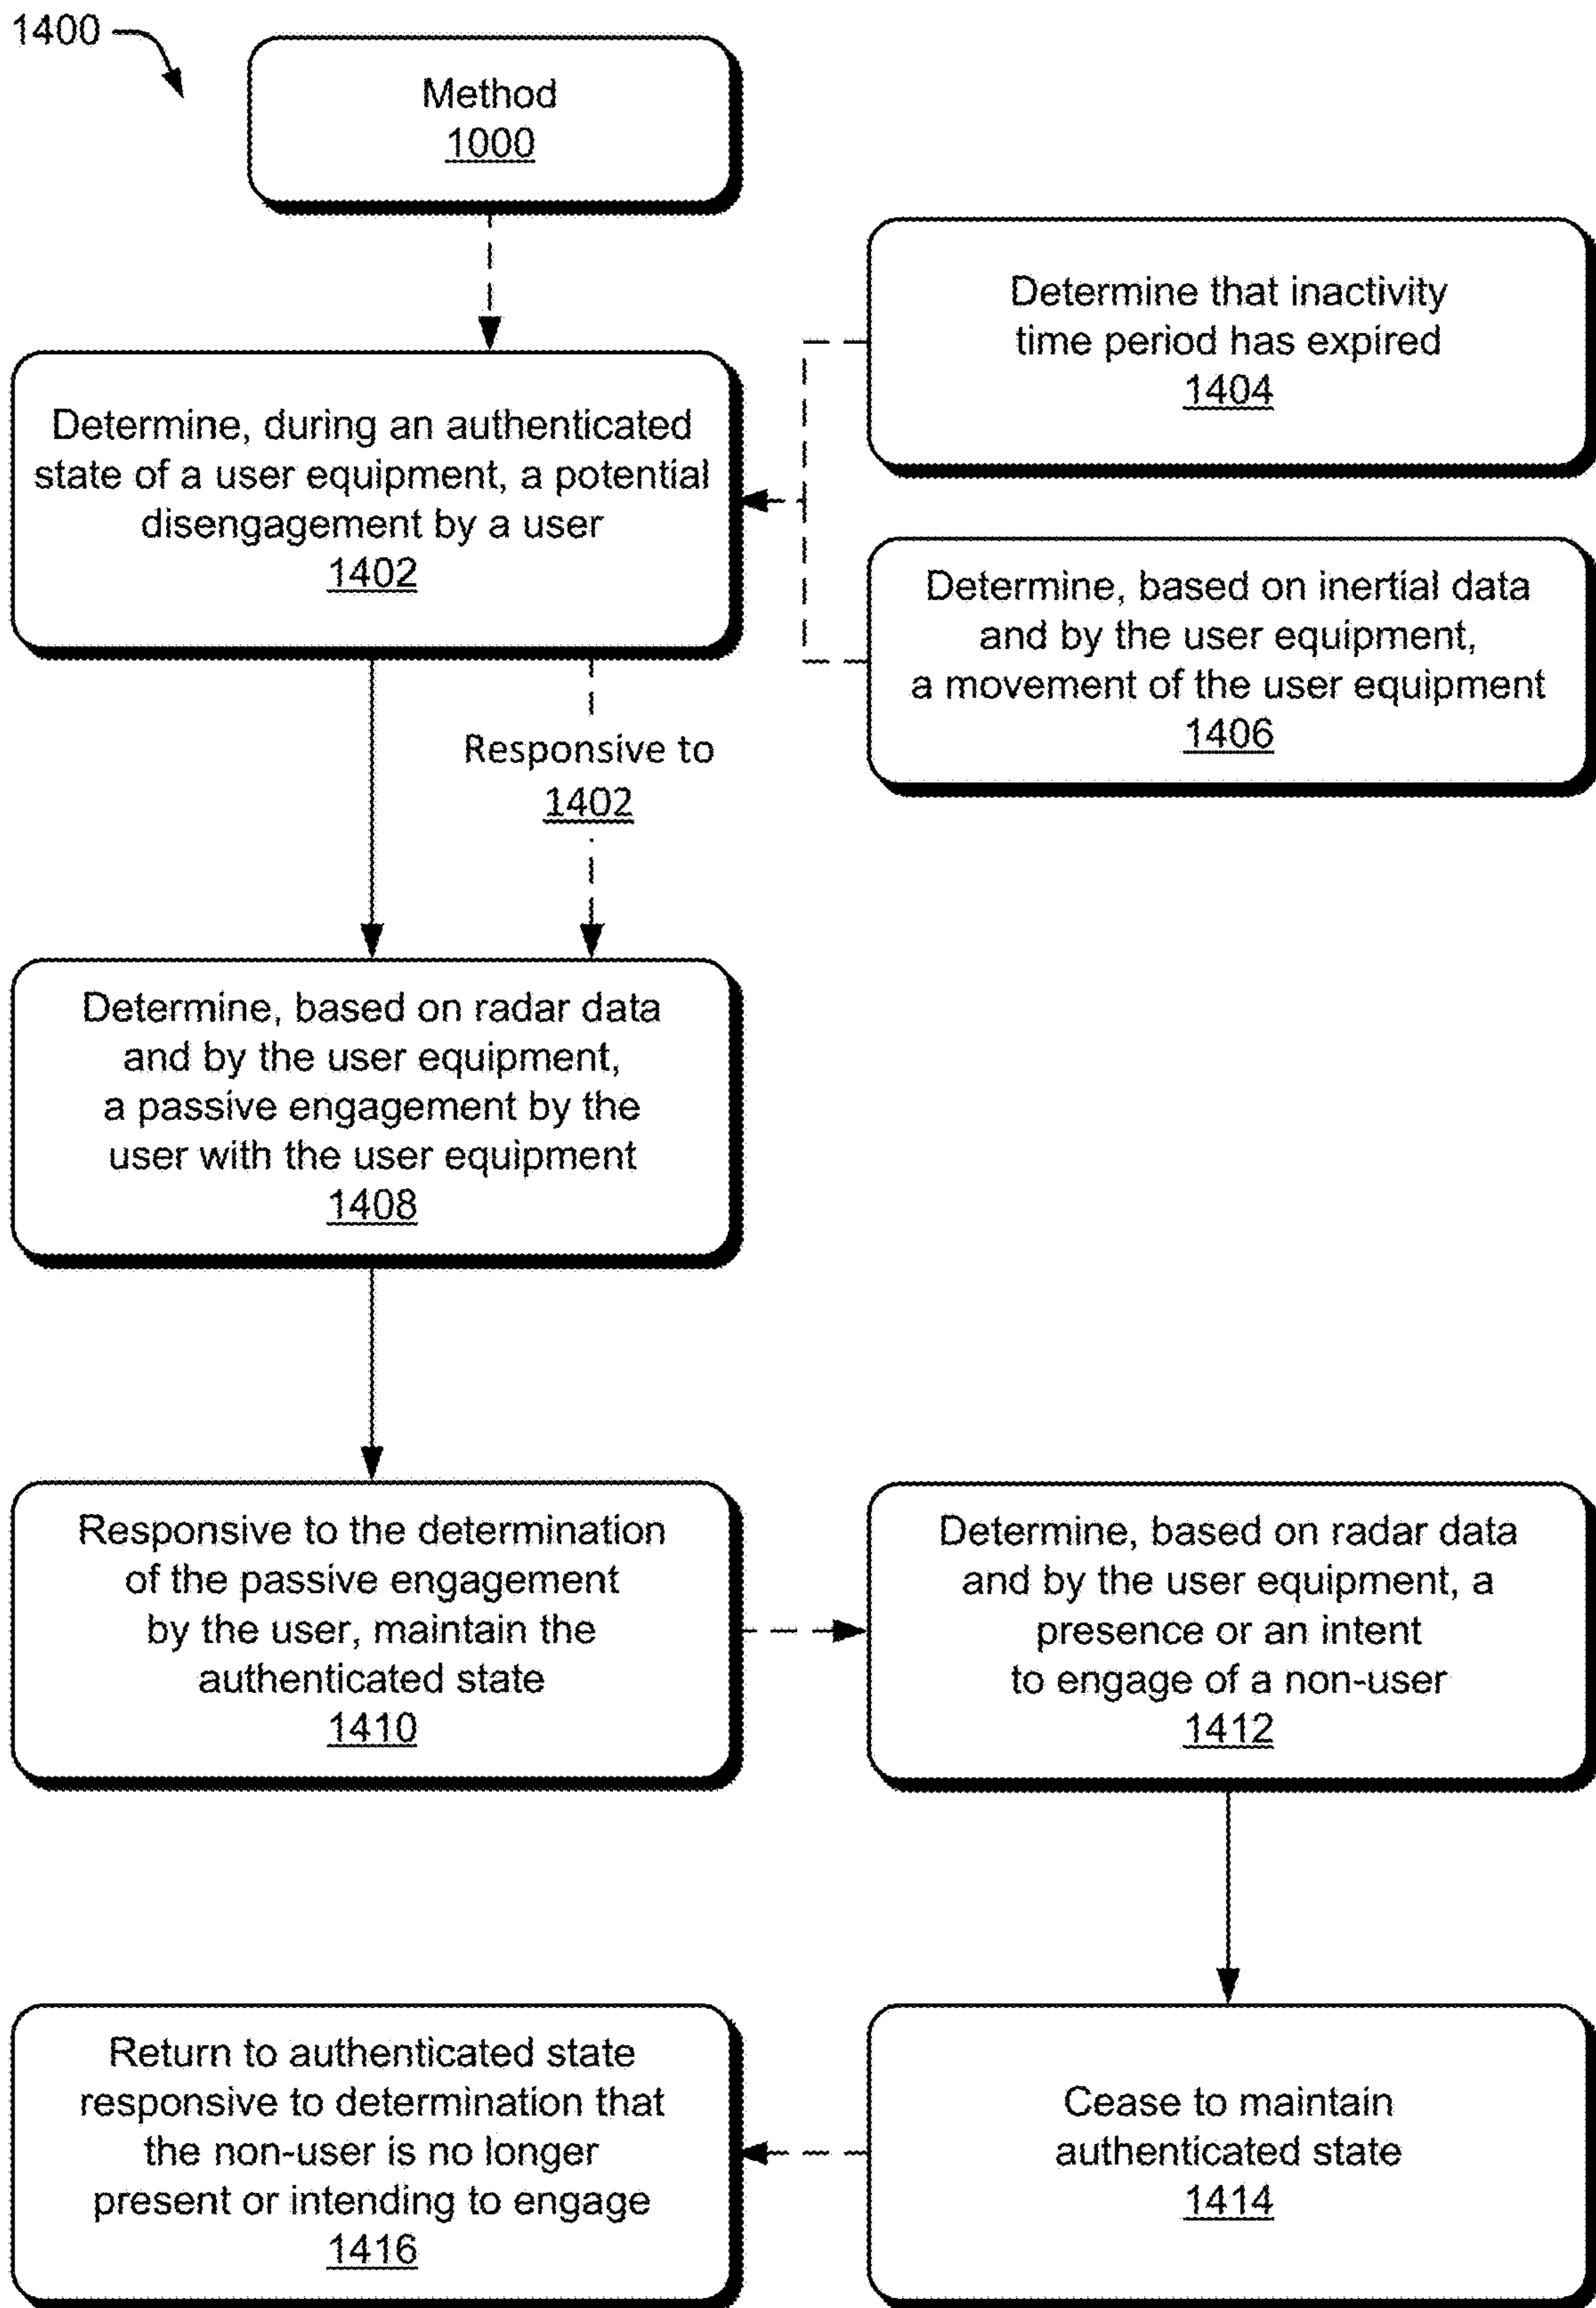 1400
Method
1000
Determine that inactivity
time period has expired
1404
Determine, during an authenticated
state of a user equipment, a potential
disengagement by a user
1402
Determine, based on inertial data
and by the user equipment,
a movement of the user equipment
1406
Responsive to
1402
Determine, based on radar data
and by the user equipment,
a passive engagement by the
user with the user equipment
1408
Responsive to the determination
of the passive engagement
by the user, maintain the
authenticated state
1410
Determine, based on radar data
and by the user equipment, a
presence or an intent
to engage of a non-user
1412
Return to authenticated state
responsive to determination that
the non-user is no longer
present or intending to engage
1416
Cease to maintain
authenticated state
1414